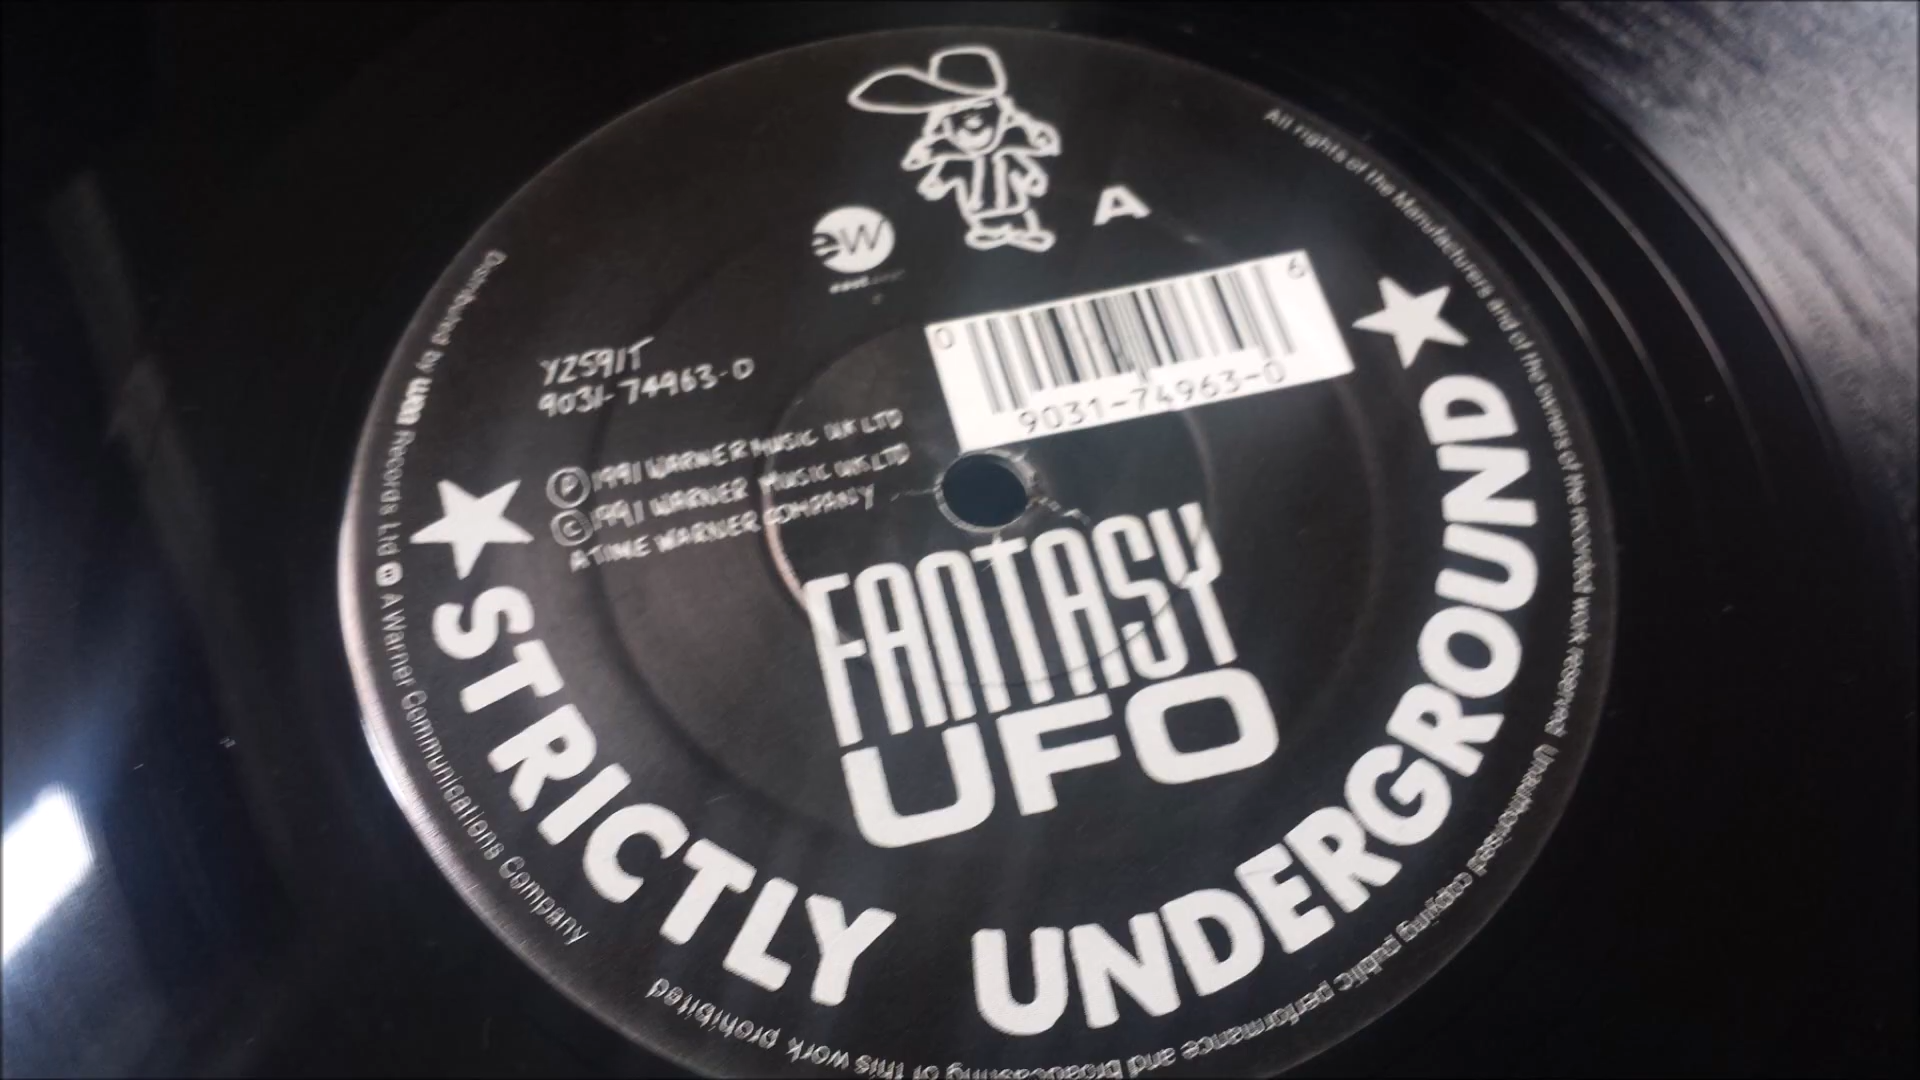 A
ew
0 6
9031-74963-0
YZ591T
9031-74963-0
Ⓟ 1991 WARNER MUSIC UK LTD
© 1991 WARNER MUSIC UK LTD
A TIME WARNER COMPANY
FANTASY
UFO
★ STRICTLY UNDERGROUND ★
Distributed by wea Records Ltd. A Warner Communications Company
All rights of the Manufacturers and of the owners of the recorded work reserved. Unauthorised copying public performance and broadcasting of this work prohibited